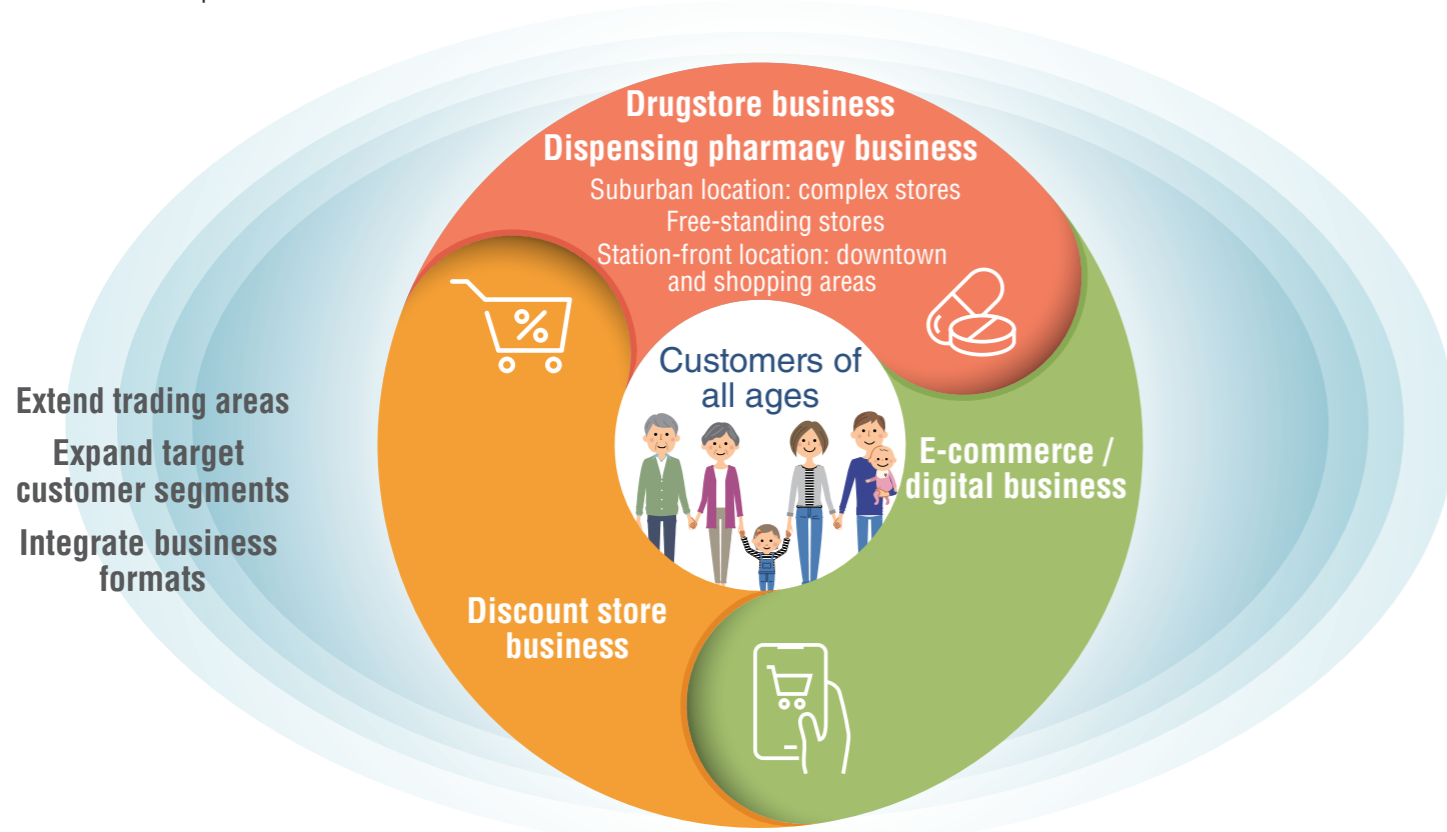 Drugstore business
Dispensing pharmacy business
Suburban location: complex stores
Free-standing stores
Station-front location: downtown
and shopping areas
%
Customers of
all ages
Extend trading areas
Expand target
customer segments
Integrate business
formats
E-commerce /
digital business
Discount store
business